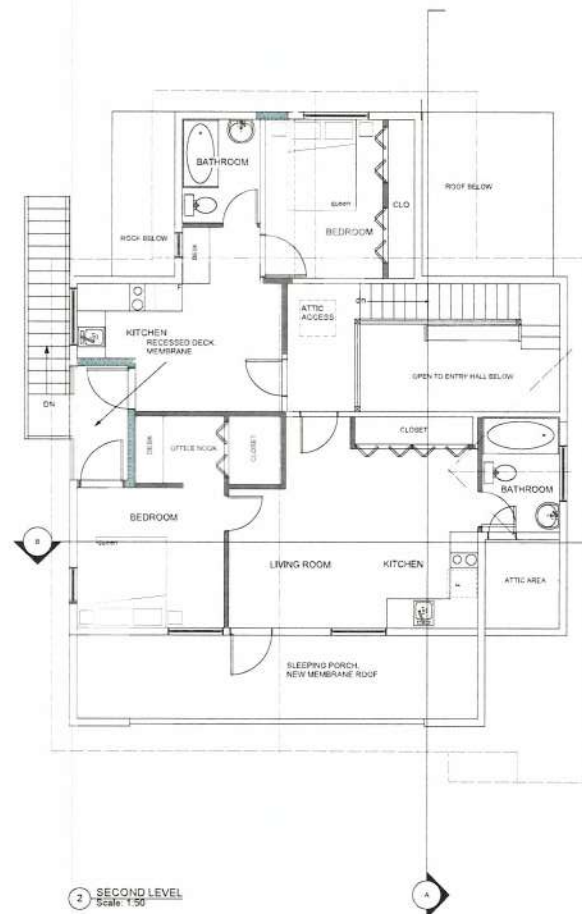 BATHROOM
QUEEN
BEDROOM
CLO
ROOF BELOW
ROOF BELOW
DESK
F
KITCHEN
RECESSED DECK,
MEMBRANE
ATTIC
ACCESS
DN
OPEN TO ENTRY HALL BELOW
DN
DESK
OFFICE NOOK
CLOSET
CLOSET
BATHROOM
BEDROOM
QUEEN
B
LIVING ROOM
KITCHEN
F
ATTIC AREA
SLEEPING PORCH,
NEW MEMBRANE ROOF
2
SECOND LEVEL
Scale: 1:50
A